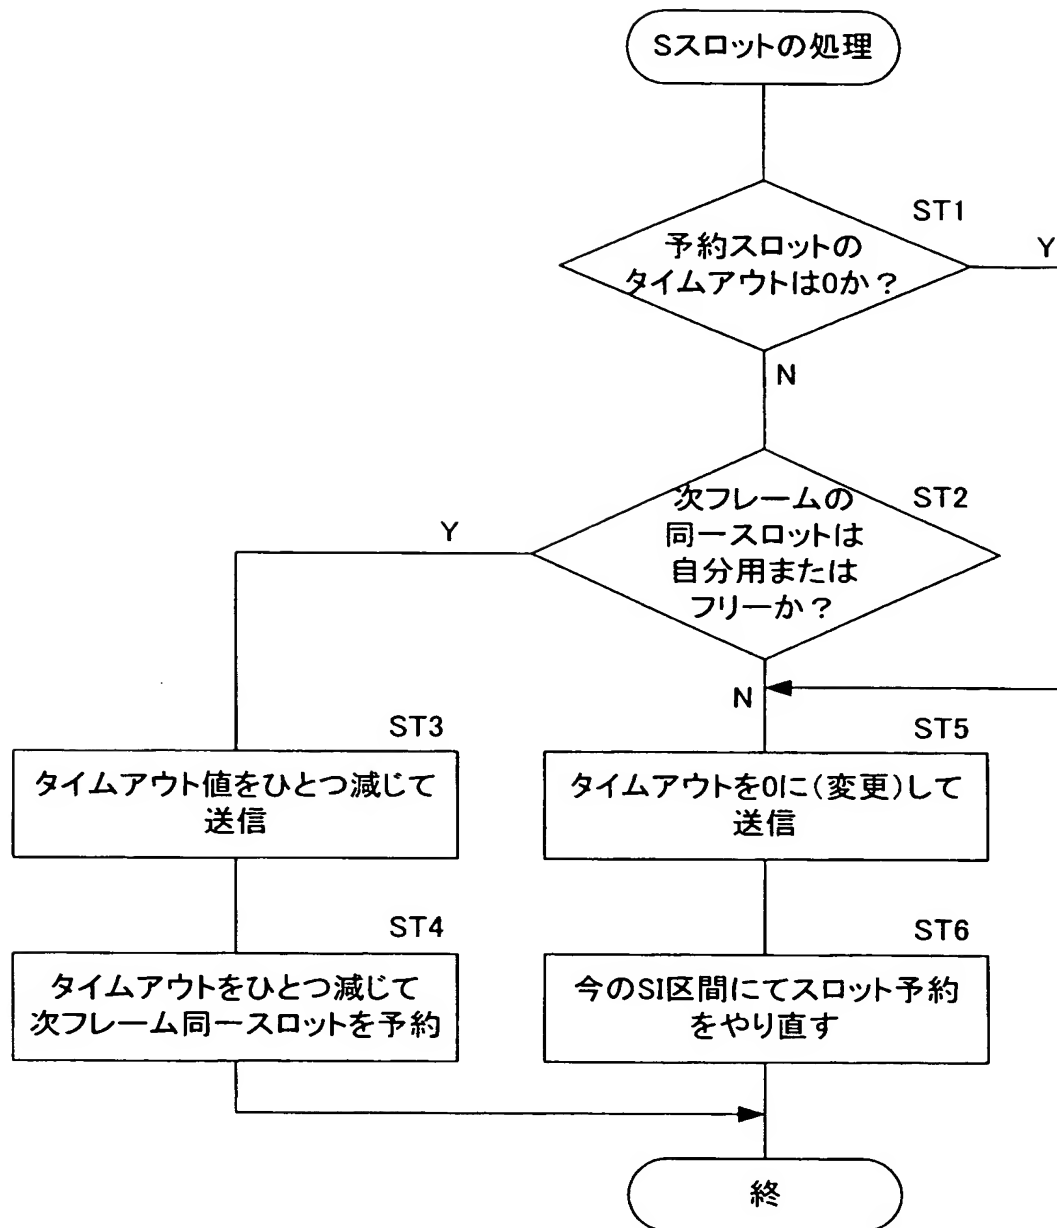 Sスロットの処理
ST1
予約スロットの
タイムアウトは0か？
Y
N
ST2
次フレームの
同一スロットは
自分用または
フリーか？
Y
N
ST3
タイムアウト値をひとつ減じて
送信
ST5
タイムアウトを0に（変更）して
送信
ST4
タイムアウトをひとつ減じて
次フレーム同一スロットを予約
ST6
今のSI区間にてスロット予約
をやり直す
終